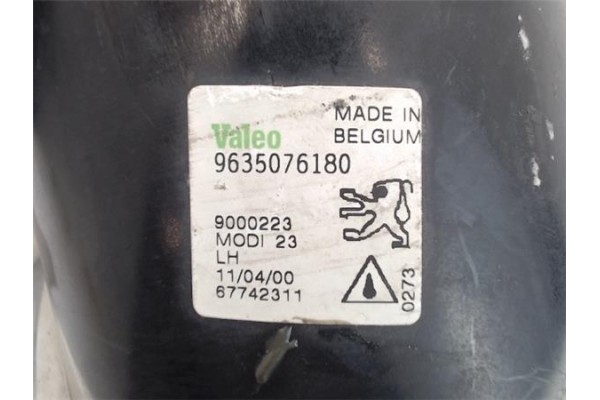 Valeo
MADE IN
BELGIUM
9635076180
9000223
MODI 23
LH
11/04/00
67742311
0273